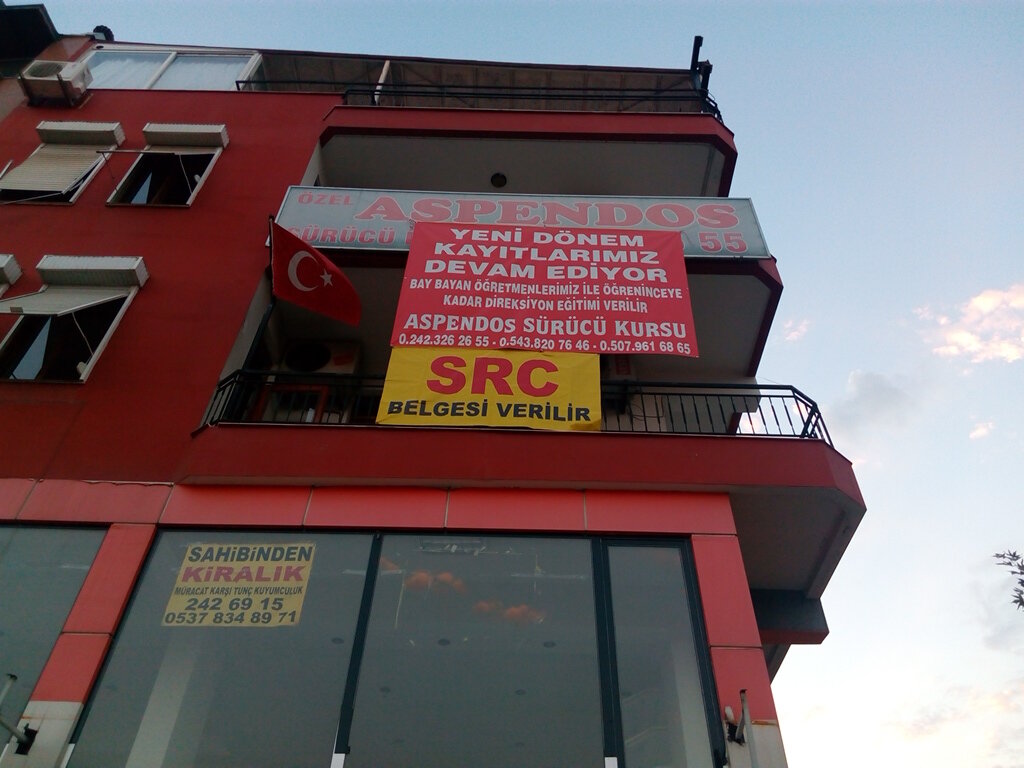 ÖZEL
ASPENDOS
SÜRÜCÜ
55
YENİ DÖNEM
KAYITLARIMIZ
DEVAM EDİYOR
BAY BAYAN ÖĞRETMENLERİMİZ İLE ÖĞRENİNCEYE
KADAR DİREKSİYON EĞİTİMİ VERİLİR
ASPENDOS SÜRÜCÜ KURSU
0.242.326 26 55 - 0.543.820 76 46 - 0.507.961 68 65
SRC
BELGESİ VERİLİR
SAHİBİNDEN
KİRALIK
MÜRACAT KARŞI TUNÇ KUYUMCULUK
242 69 15
0537 834 89 71